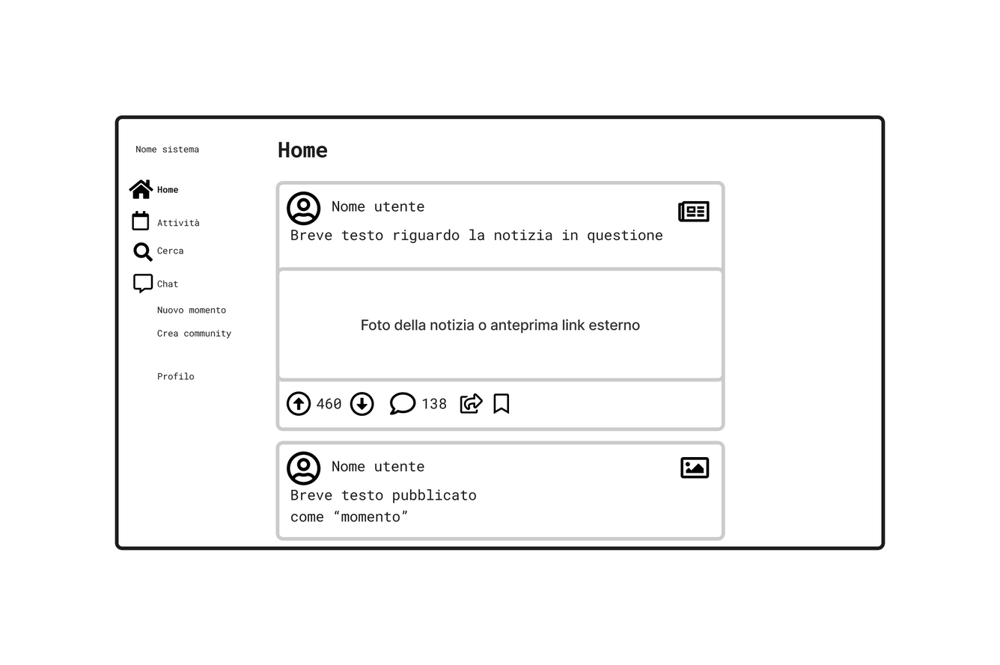 Nome sistema
Home
Attività
Cerca
Chat
Nuovo momento
Crea community
Profilo
Home
Nome utente
Breve testo riguardo la notizia in questione
Foto della notizia o anteprima link esterno
460
138
Nome utente
Breve testo pubblicato
come “momento”